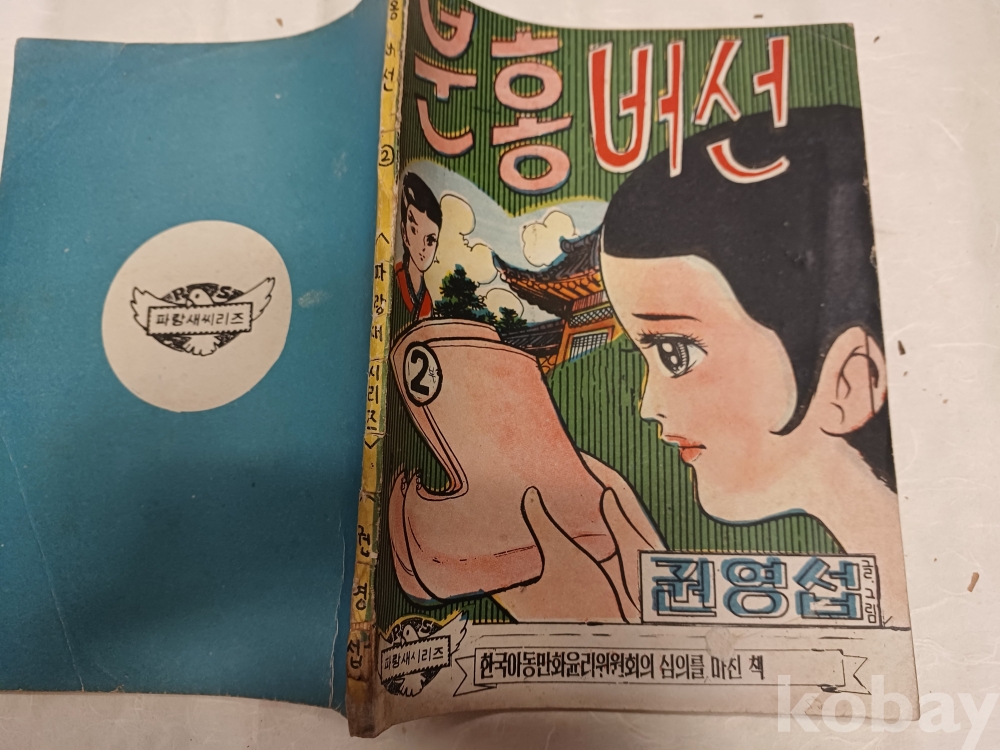 분홍버선
홍버선 ② <파랑새시리즈> 권영섭
P S
파랑새씨리즈
2
권영섭
글.그림
P S
파랑새시리즈
한국아동만화윤리위원회의 심의를 마친 책
kobay